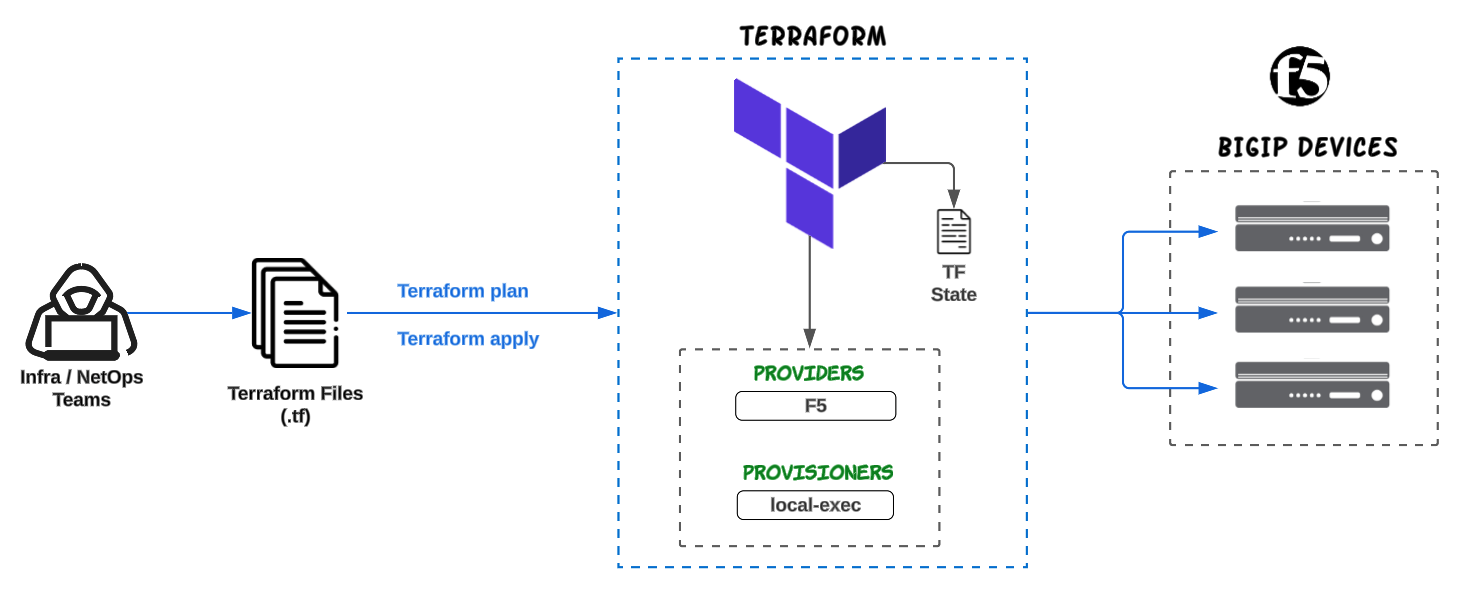 TERRAFORM
f5
BIGIP DEVICES
TF
State
Terraform plan
Terraform apply
Infra / NetOps
Teams
Terraform Files
(.tf)
PROVIDERS
F5
PROVISIONERS
local-exec